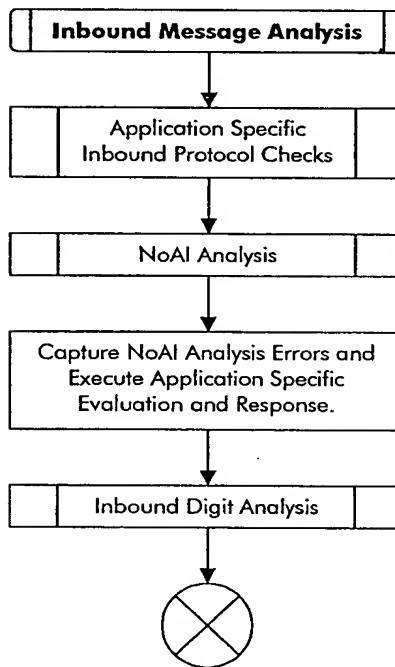 Inbound Message Analysis
Application Specific
Inbound Protocol Checks
NoAI Analysis
Capture NoAI Analysis Errors and
Execute Application Specific
Evaluation and Response.
Inbound Digit Analysis